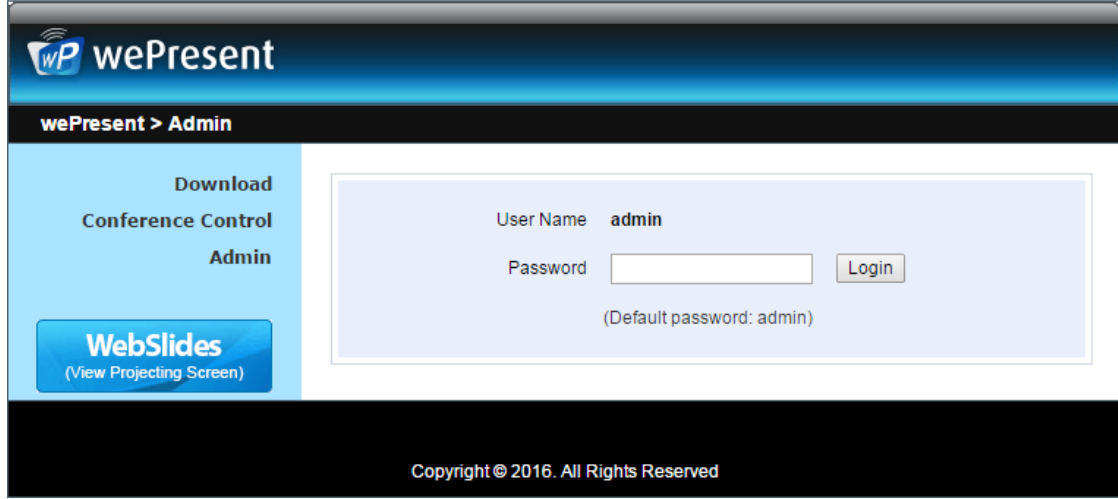 wP wePresent
wePresent > Admin
Download
Conference Control
Admin
WebSlides
(View Projecting Screen)
User Name admin
Password Login
(Default password: admin)
Copyright © 2016. All Rights Reserved